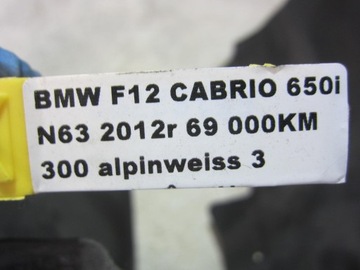 BMW F12 CABRIO 650i
N63 2012r 69 000KM
300 alpinweiss 3